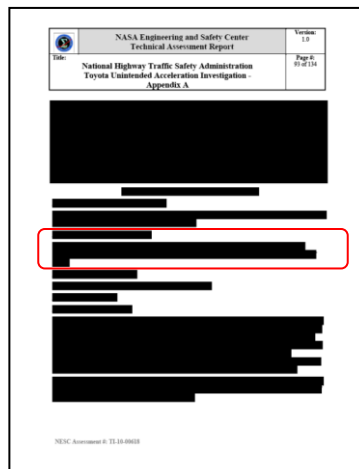 NASA Engineering and Safety Center
Technical Assessment Report
Version:
1.0
Title:
National Highway Traffic Safety Administration
Toyota Unintended Acceleration Investigation -
Appendix A
Page #:
93 of 134
NESC Assessment #: TI-10-00618